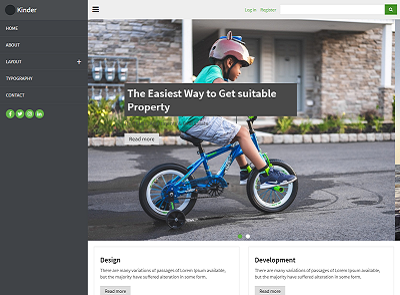 Kinder
HOME
ABOUT
LAYOUT
TYPOGRAPHY
CONTACT
Log In
Register
The Easiest Way to Get suitable
Property
Read more
Design
There are many variations of passages of Lorem Ipsum available,
but the majority have suffered alteration in some form.
Read more
Development
There are many variations of passages of Lorem Ipsum available,
but the majority have suffered alteration in some form.
Read more